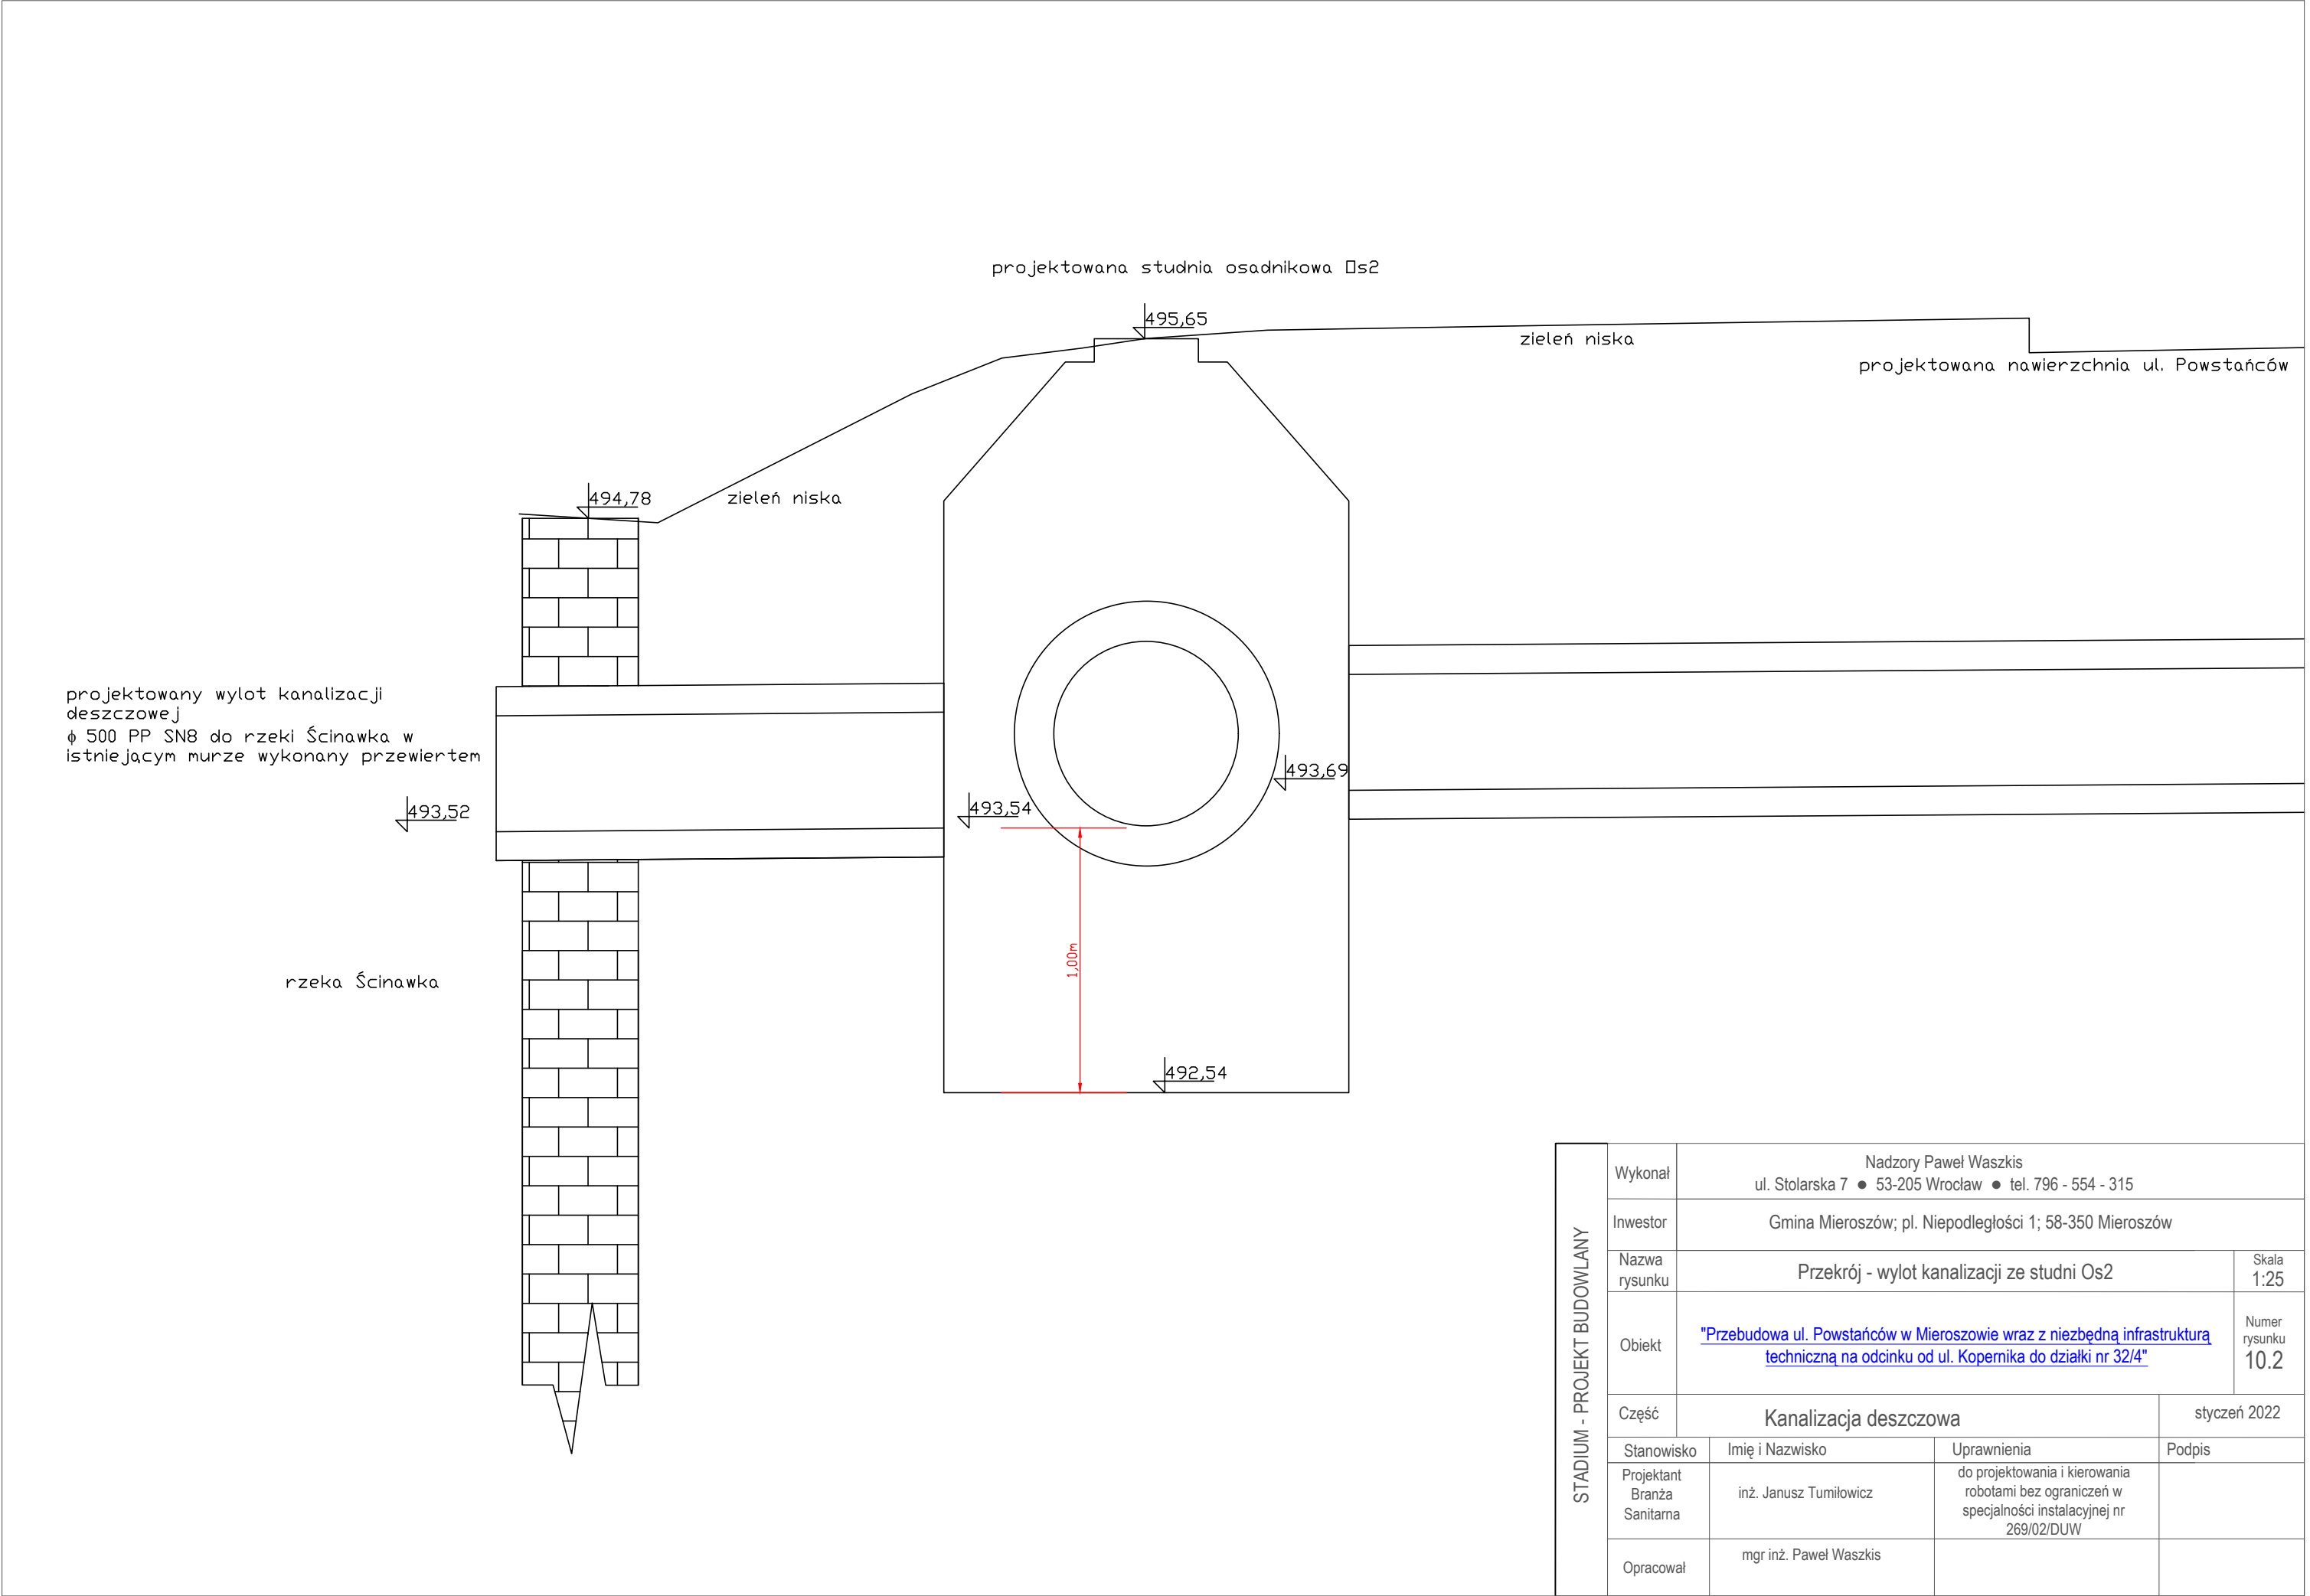 projektowana studnia osadnikowa □s2
495,65
zieleń niska
projektowana nawierzchnia ul. Powstańców
494,78
zieleń niska
projektowany wylot kanalizacji
deszczowej
ϕ 500 PP SN8 do rzeki Ścinawka w
istniejącym murze wykonany przewiertem
493,69
493,52
493,54
1,00m
rzeka Ścinawka
492,54
STADIUM - PROJEKT BUDOWLANY
Wykonał
Nadzory Paweł Waszkis
ul. Stolarska 7 ● 53-205 Wrocław ● tel. 796 - 554 - 315
Inwestor
Gmina Mieroszów; pl. Niepodległości 1; 58-350 Mieroszów
Nazwa
rysunku
Przekrój - wylot kanalizacji ze studni Os2
Skala
1:25
Obiekt
"Przebudowa ul. Powstańców w Mieroszowie wraz z niezbędną infrastrukturą
techniczną na odcinku od ul. Kopernika do działki nr 32/4"
Numer
rysunku
10.2
Część
Kanalizacja deszczowa
styczeń 2022
Stanowisko
Imię i Nazwisko
Uprawnienia
Podpis
Projektant
Branża
Sanitarna
inż. Janusz Tumiłowicz
do projektowania i kierowania
robotami bez ograniczeń w
specjalności instalacyjnej nr
269/02/DUW
Opracował
mgr inż. Paweł Waszkis